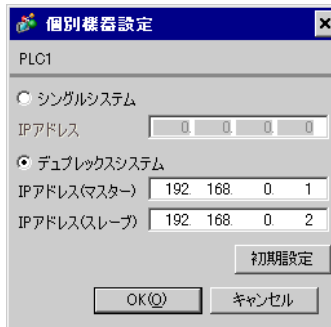 個別機器設定
PLC1
シングルシステム
IPアドレス 0. 0. 0. 0
デュプレックスシステム
IPアドレス(マスター) 192. 168. 0. 1
IPアドレス(スレーブ) 192. 168. 0. 2
初期設定
OK(O) キャンセル